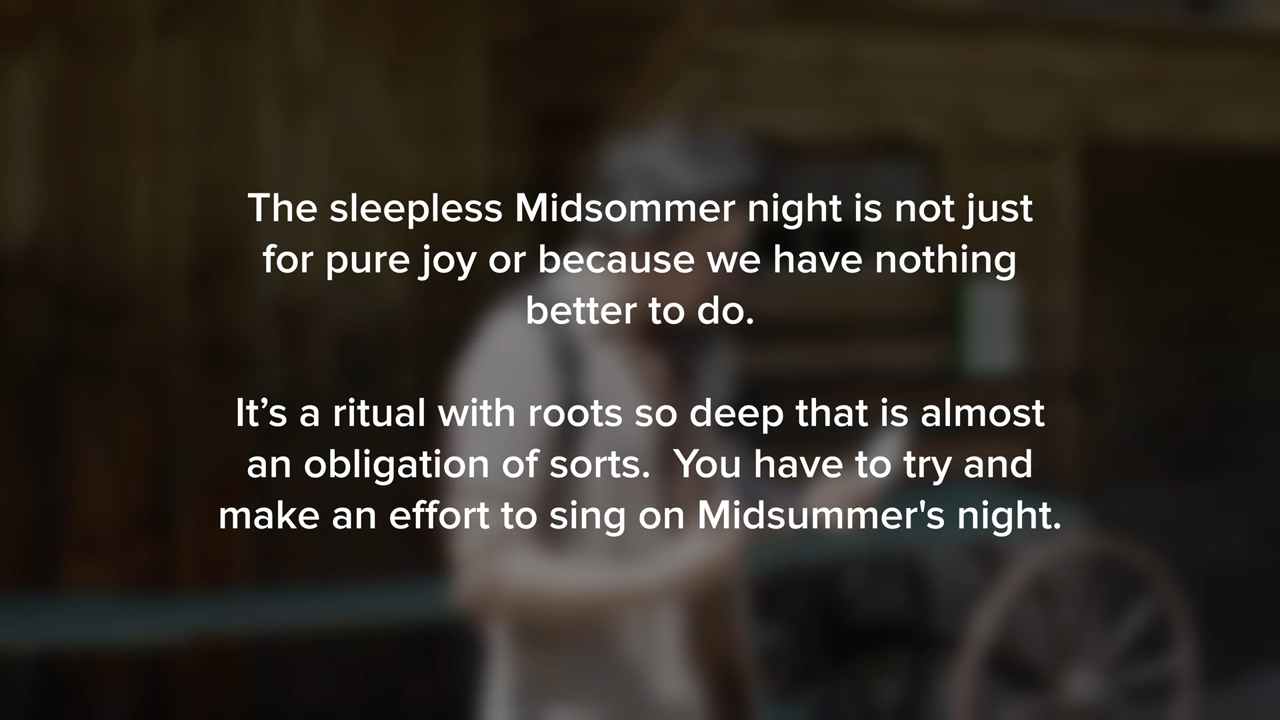 The sleepless Midsommer night is not just
for pure joy or because we have nothing
better to do.
It’s a ritual with roots so deep that is almost
an obligation of sorts.  You have to try and
make an effort to sing on Midsummer's night.